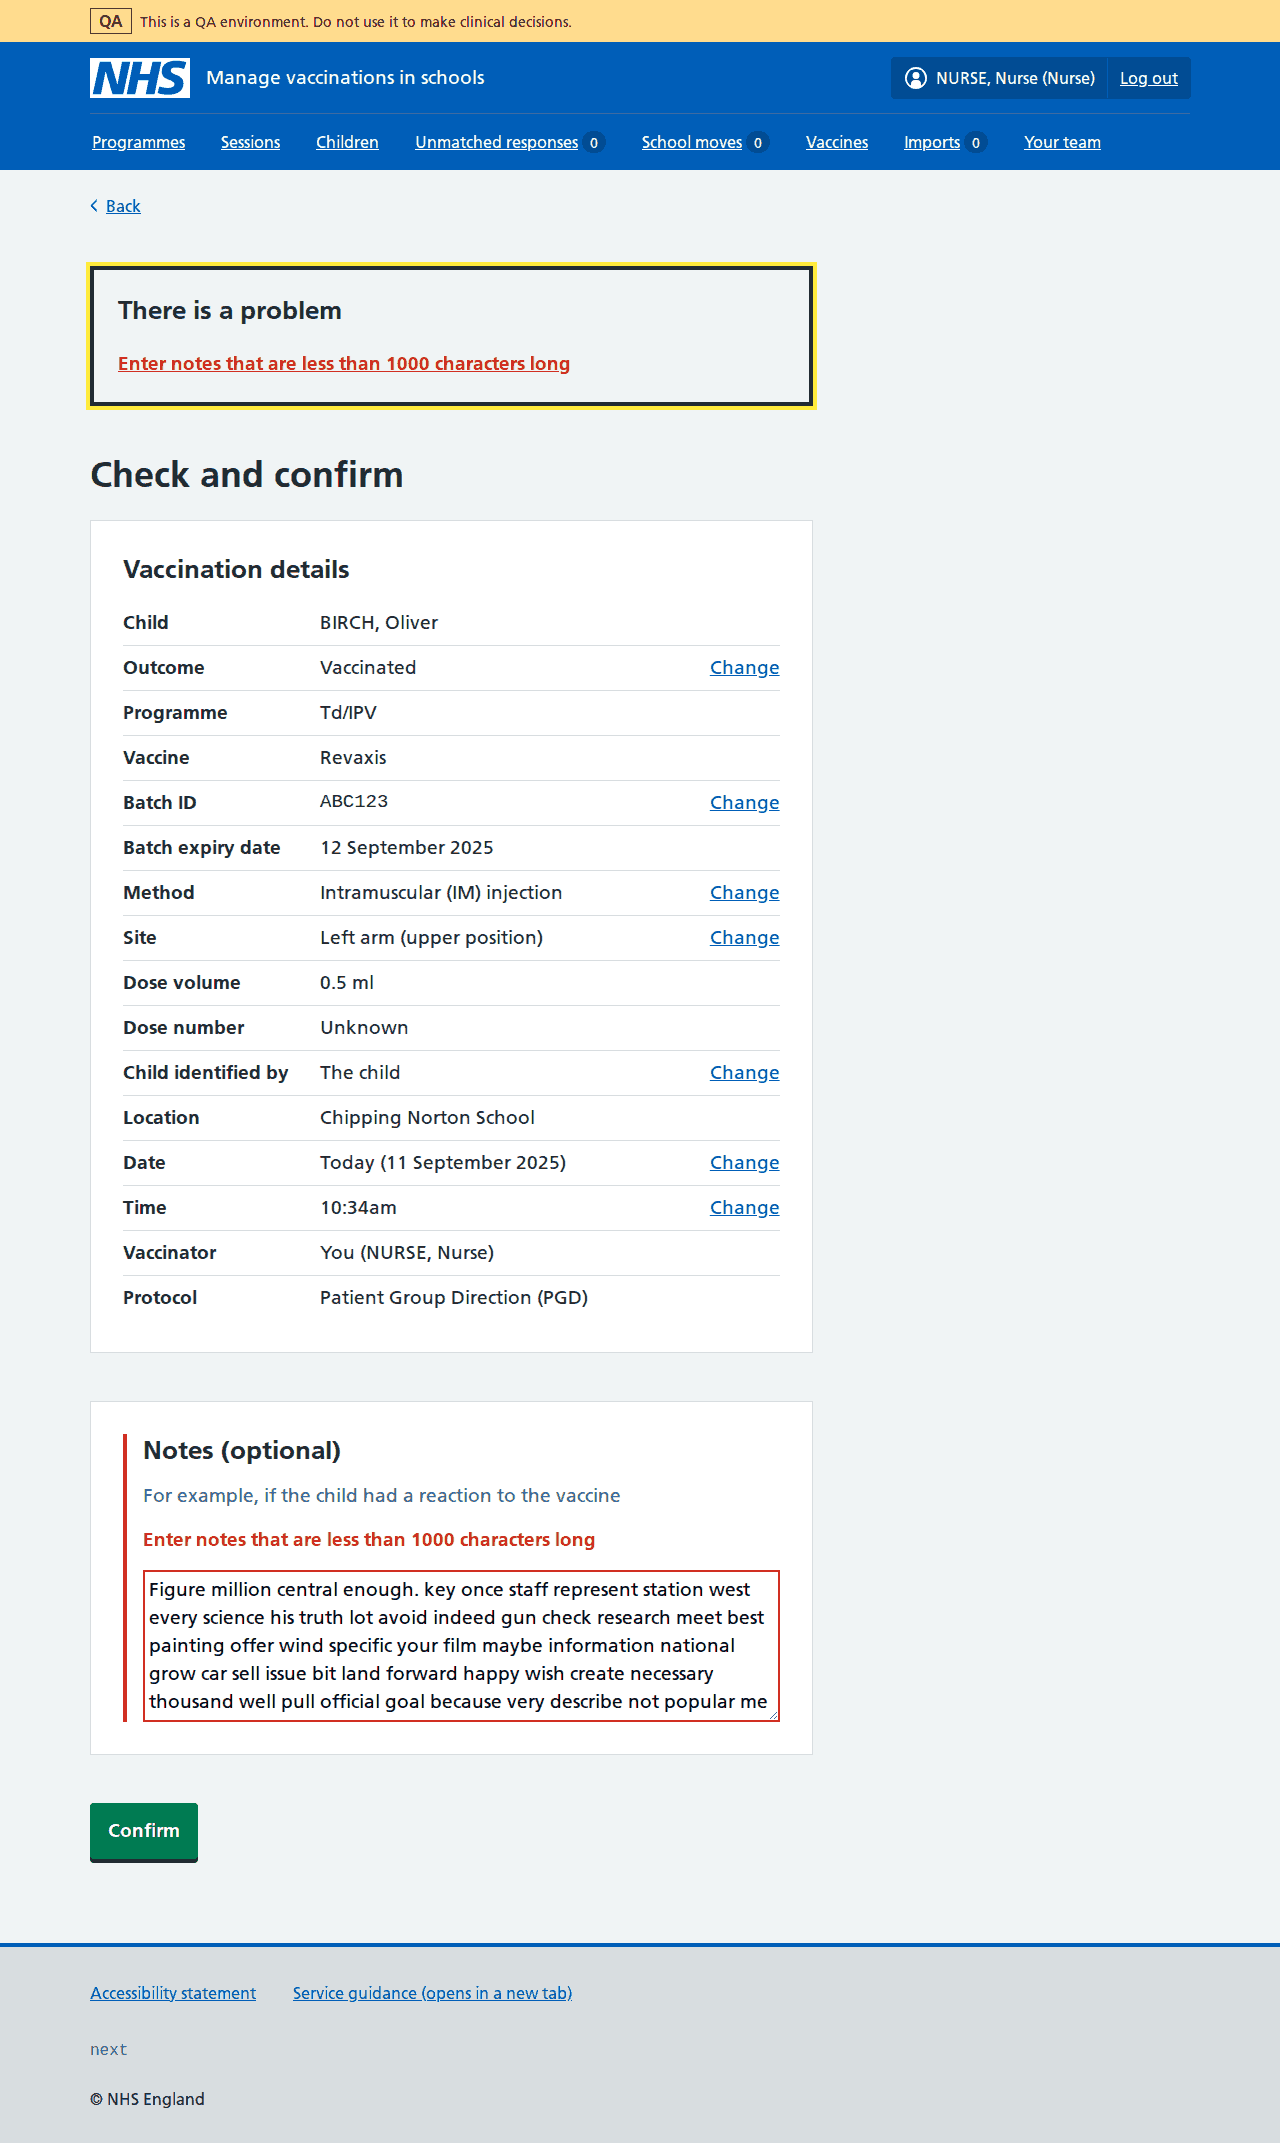 QA This is a QA environment. Do not use it to make clinical decisions.
NHS Manage vaccinations in schools NURSE, Nurse (Nurse) Log out
Programmes Sessions Children Unmatched responses 0 School moves 0 Vaccines Imports 0 Your team
Back
There is a problem
Enter notes that are less than 1000 characters long
Check and confirm
Vaccination details
Child BIRCH, Oliver
Outcome Vaccinated Change
Programme Td/IPV
Vaccine Revaxis
Batch ID ABC123 Change
Batch expiry date 12 September 2025
Method Intramuscular (IM) injection Change
Site Left arm (upper position) Change
Dose volume 0.5 ml
Dose number Unknown
Child identified by The child Change
Location Chipping Norton School
Date Today (11 September 2025) Change
Time 10:34am Change
Vaccinator You (NURSE, Nurse)
Protocol Patient Group Direction (PGD)
Notes (optional)
For example, if the child had a reaction to the vaccine
Enter notes that are less than 1000 characters long
Figure million central enough. key once staff represent station west
every science his truth lot avoid indeed gun check research meet best
painting offer wind specific your film maybe information national
grow car sell issue bit land forward happy wish create necessary
thousand well pull official goal because very describe not popular me
Confirm
Accessibility statement Service guidance (opens in a new tab)
next
© NHS England